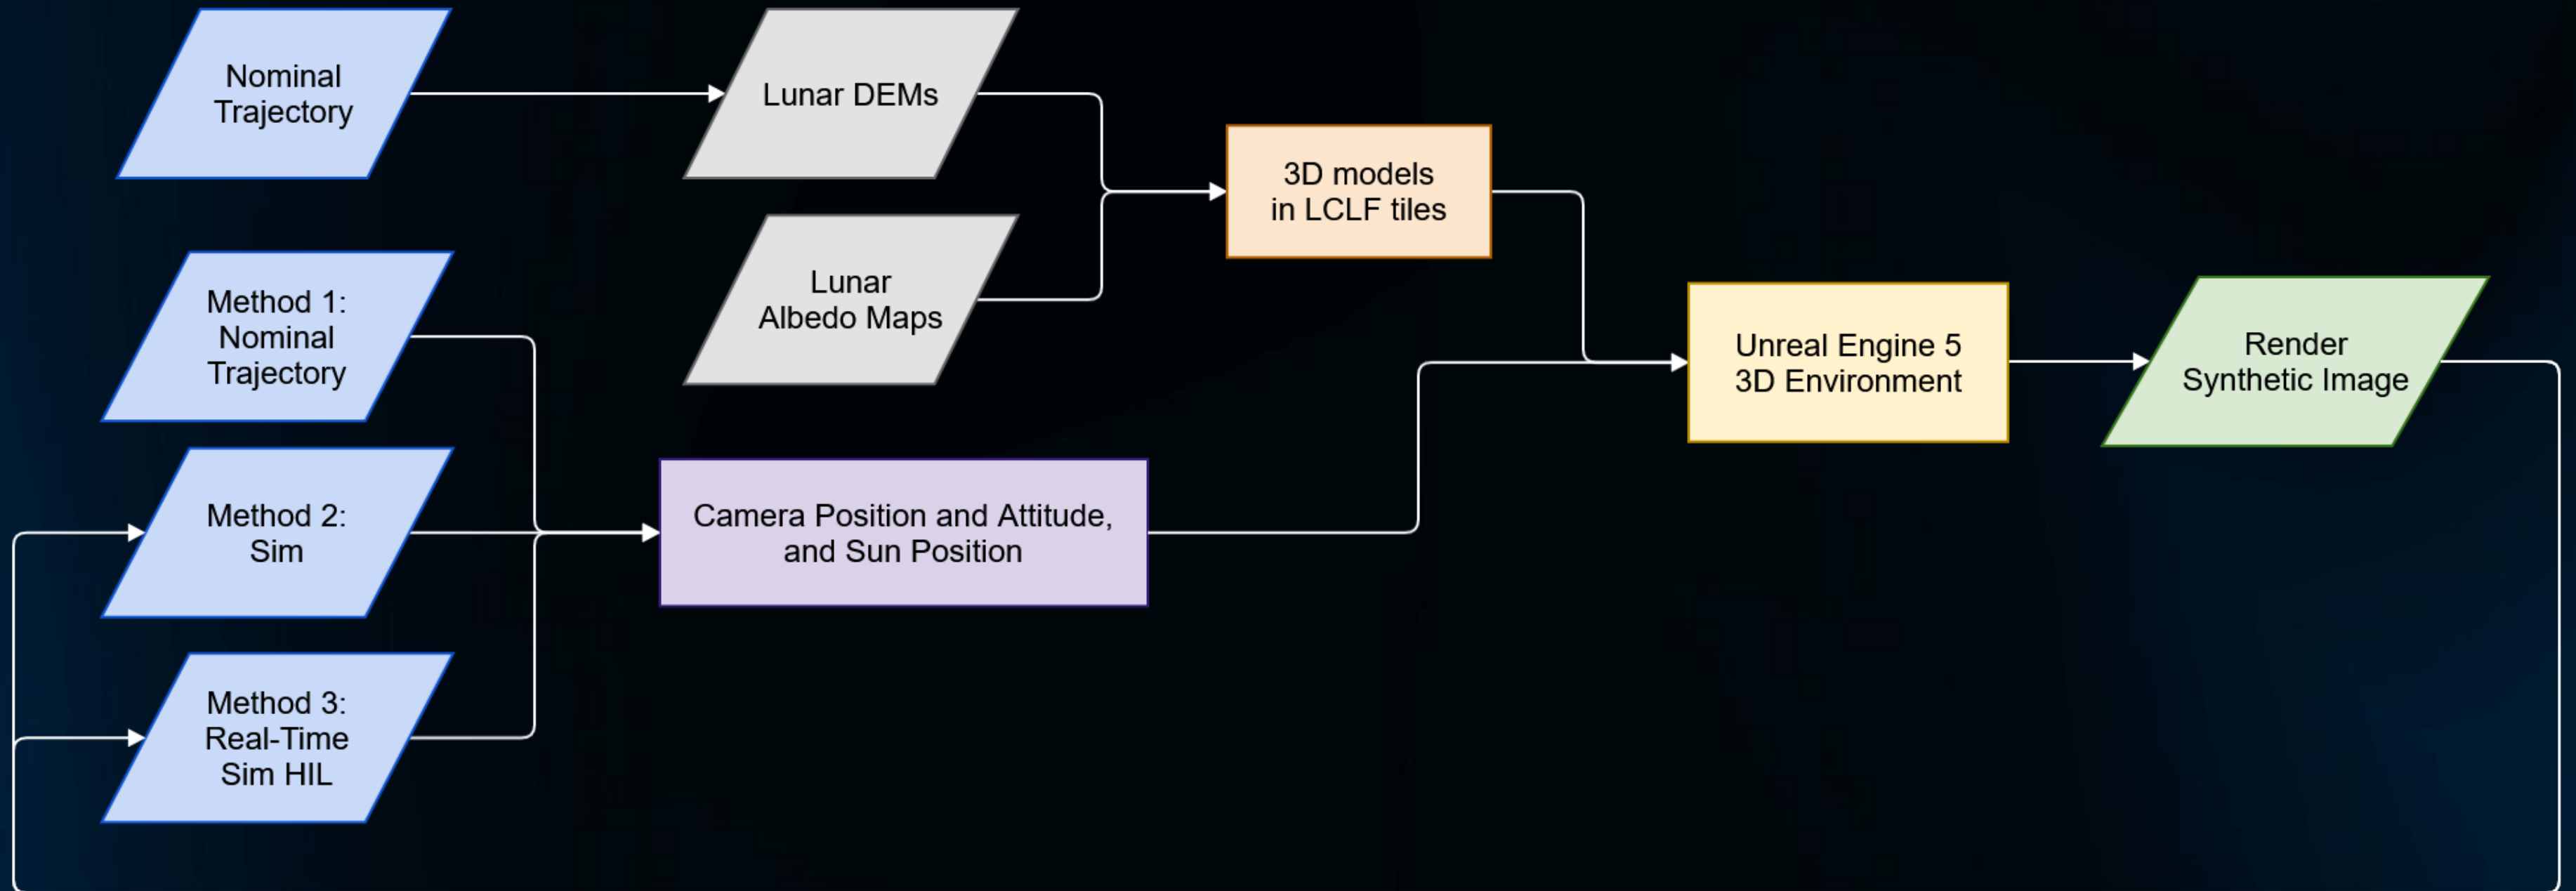 Nominal
Trajectory
Lunar DEMs
3D models
in LCLF tiles
Lunar
Albedo Maps
Method 1:
Nominal
Trajectory
Unreal Engine 5
3D Environment
Render
Synthetic Image
Method 2:
Sim
Camera Position and Attitude,
and Sun Position
Method 3:
Real-Time
Sim HIL